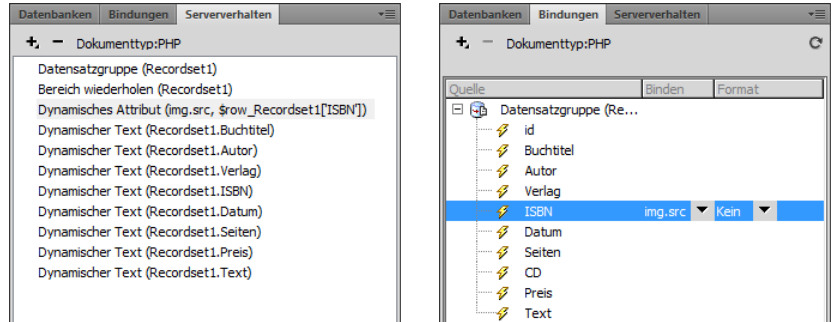 Datenbanken Bindungen Serververhalten
Dokumenttyp:PHP
Datensatzgruppe (Recordset1)
Bereich wiederholen (Recordset1)
Dynamisches Attribut (img.src, $row_Recordset1['ISBN'])
Dynamischer Text (Recordset1.Buchtitel)
Dynamischer Text (Recordset1.Autor)
Dynamischer Text (Recordset1.Verlag)
Dynamischer Text (Recordset1.ISBN)
Dynamischer Text (Recordset1.Datum)
Dynamischer Text (Recordset1.Seiten)
Dynamischer Text (Recordset1.Preis)
Dynamischer Text (Recordset1.Text)
Datenbanken Bindungen Serververhalten
Dokumenttyp:PHP
Quelle Binden Format
Datensatzgruppe (Re...
id
Buchtitel
Autor
Verlag
ISBN img.src Kein
Datum
Seiten
CD
Preis
Text